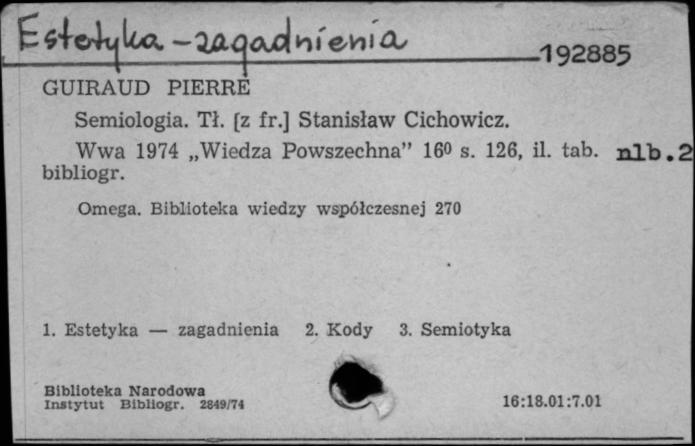 Estetyka – zagadnienia
192885
GUIRAUD PIERRE
Semiologia. Tł. [z fr.] Stanisław Cichowicz.
Wwa 1974 „Wiedza Powszechna” 16⁰ s. 126, il. tab. nlb.2
bibliogr.
Omega. Biblioteka wiedzy współczesnej 270
1. Estetyka — zagadnienia 2. Kody 3. Semiotyka
Biblioteka Narodowa
Instytut Bibliogr. 2849/74
16:18.01:7.01